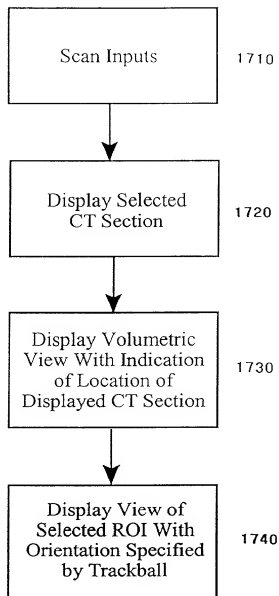 Scan Inputs
1710
Display Selected
CT Section
1720
Display Volumetric
View With Indication
of Location of
Displayed CT Section
1730
Display View of
Selected ROI With
Orientation Specified
by Trackball
1740